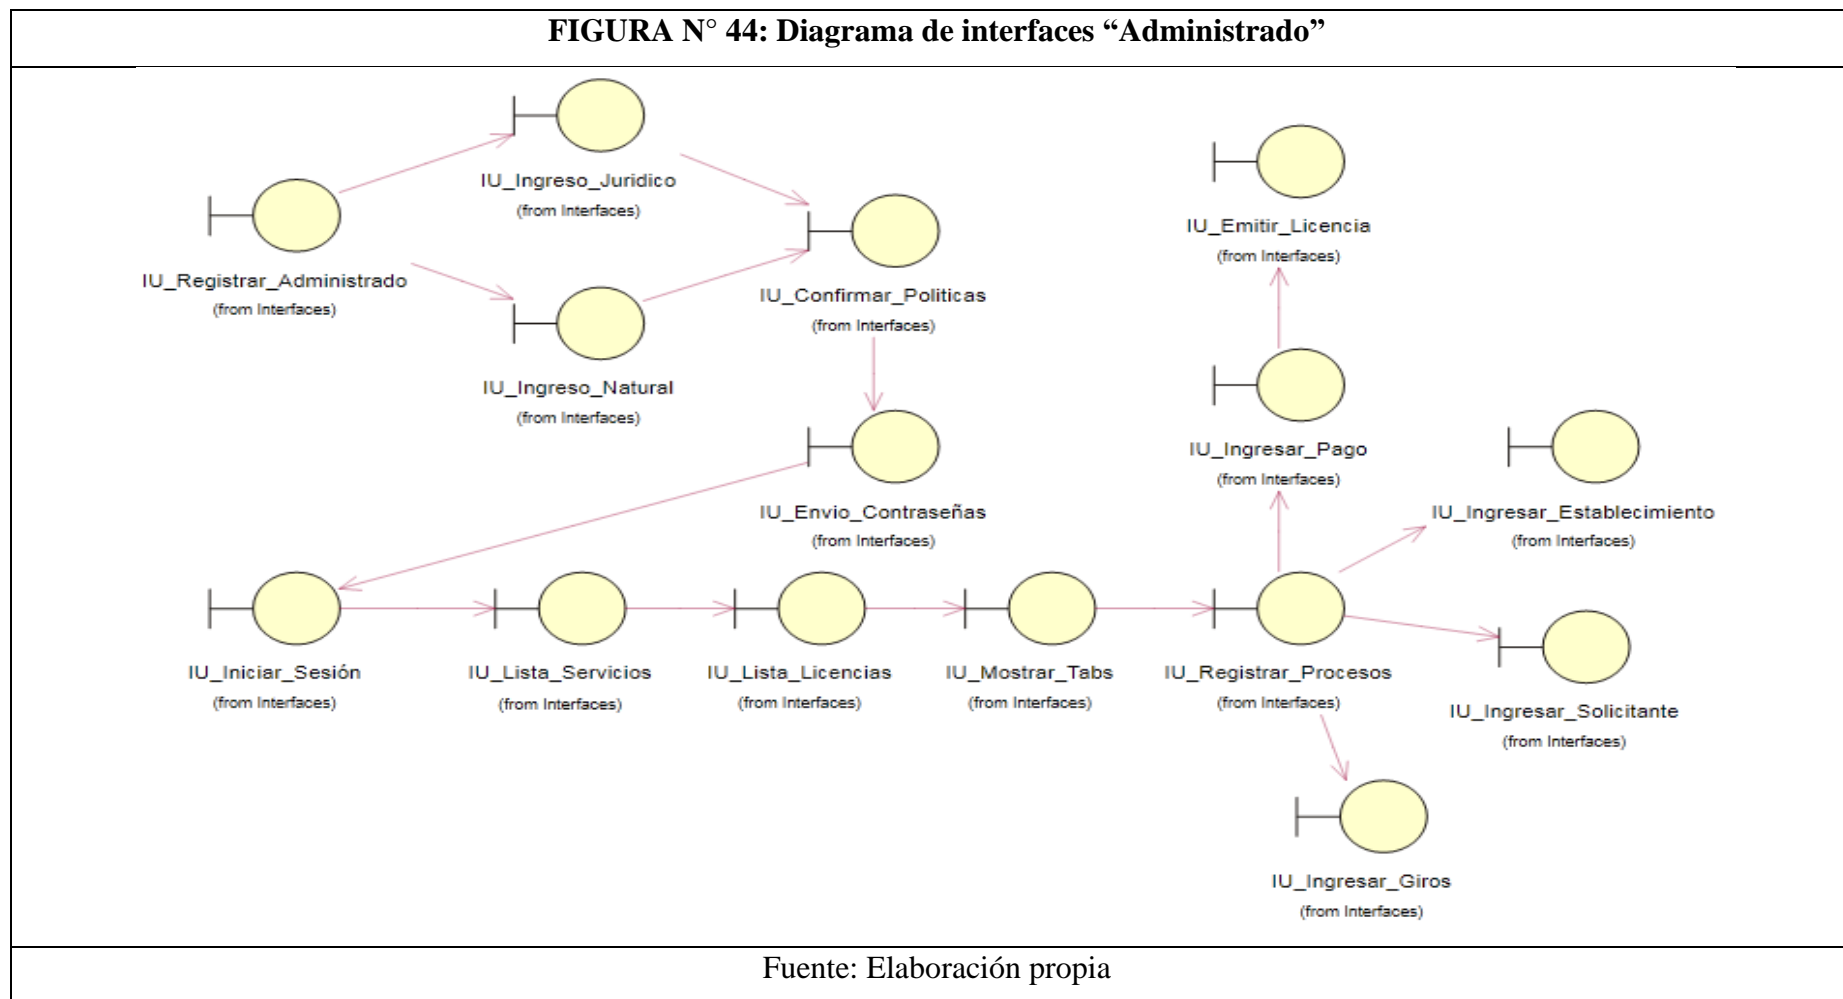 FIGURA N° 44: Diagrama de interfaces “Administrado”
IU_Ingreso_Juridico
(from Interfaces)
IU_Registrar_Administrado
(from Interfaces)
IU_Confirmar_Politicas
(from Interfaces)
IU_Ingreso_Natural
(from Interfaces)
IU_Emitir_Licencia
(from Interfaces)
IU_Ingresar_Pago
(from Interfaces)
IU_Envio_Contraseñas
(from Interfaces)
IU_Ingresar_Establecimiento
(from Interfaces)
IU_Iniciar_Sesión
(from Interfaces)
IU_Lista_Servicios
(from Interfaces)
IU_Lista_Licencias
(from Interfaces)
IU_Mostrar_Tabs
(from Interfaces)
IU_Registrar_Procesos
(from Interfaces)
IU_Ingresar_Solicitante
(from Interfaces)
IU_Ingresar_Giros
(from Interfaces)
Fuente: Elaboración propia